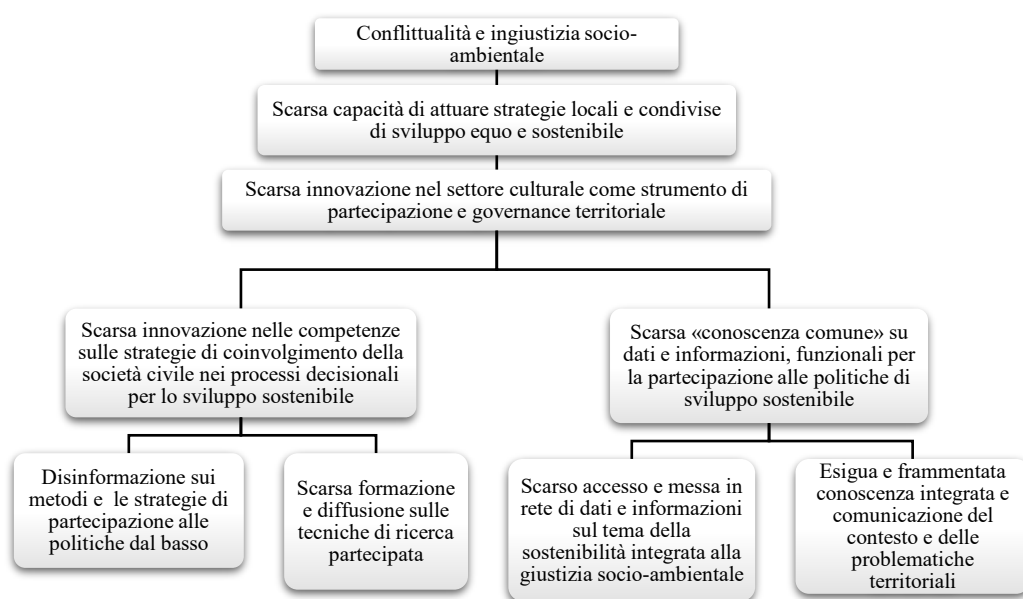 Conflittualità e ingiustizia socio-
ambientale
Scarsa capacità di attuare strategie locali e condivise
di sviluppo equo e sostenibile
Scarsa innovazione nel settore culturale come strumento di
partecipazione e governance territoriale
Scarsa innovazione nelle competenze
sulle strategie di coinvolgimento della
società civile nei processi decisionali
per lo sviluppo sostenibile
Scarsa «conoscenza comune» su
dati e informazioni, funzionali per
la partecipazione alle politiche di
sviluppo sostenibile
Disinformazione sui
metodi e le strategie di
partecipazione alle
politiche dal basso
Scarsa formazione
e diffusione sulle
tecniche di ricerca
partecipata
Scarso accesso e messa in
rete di dati e informazioni
sul tema della
sostenibilità integrata alla
giustizia socio-ambientale
Esigua e frammentata
conoscenza integrata e
comunicazione del
contesto e delle
problematiche
territoriali